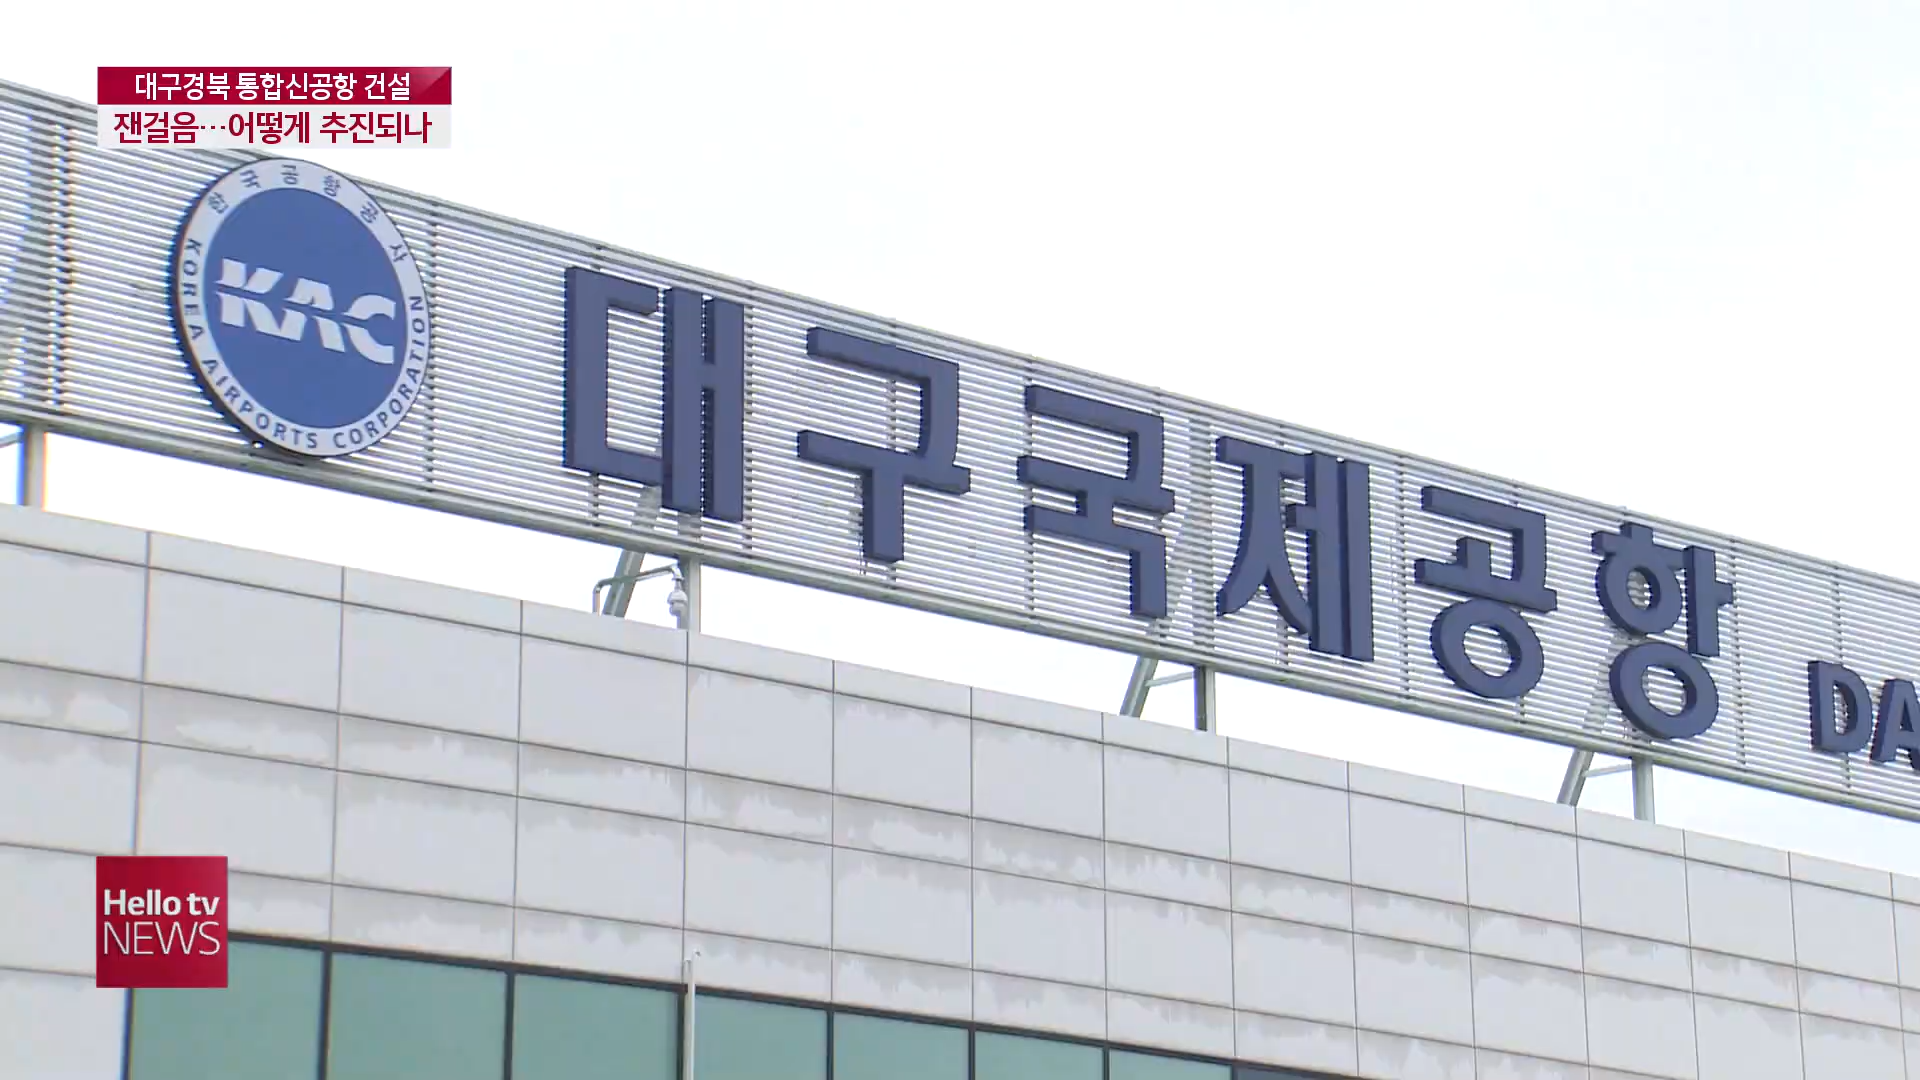 대구경북 통합신공항 건설
잰걸음…어떻게 추진되나
한국공항공사
KAC
KOREA AIRPORTS CORPORATION
대구국제공항
DA
Hello tv
NEWS